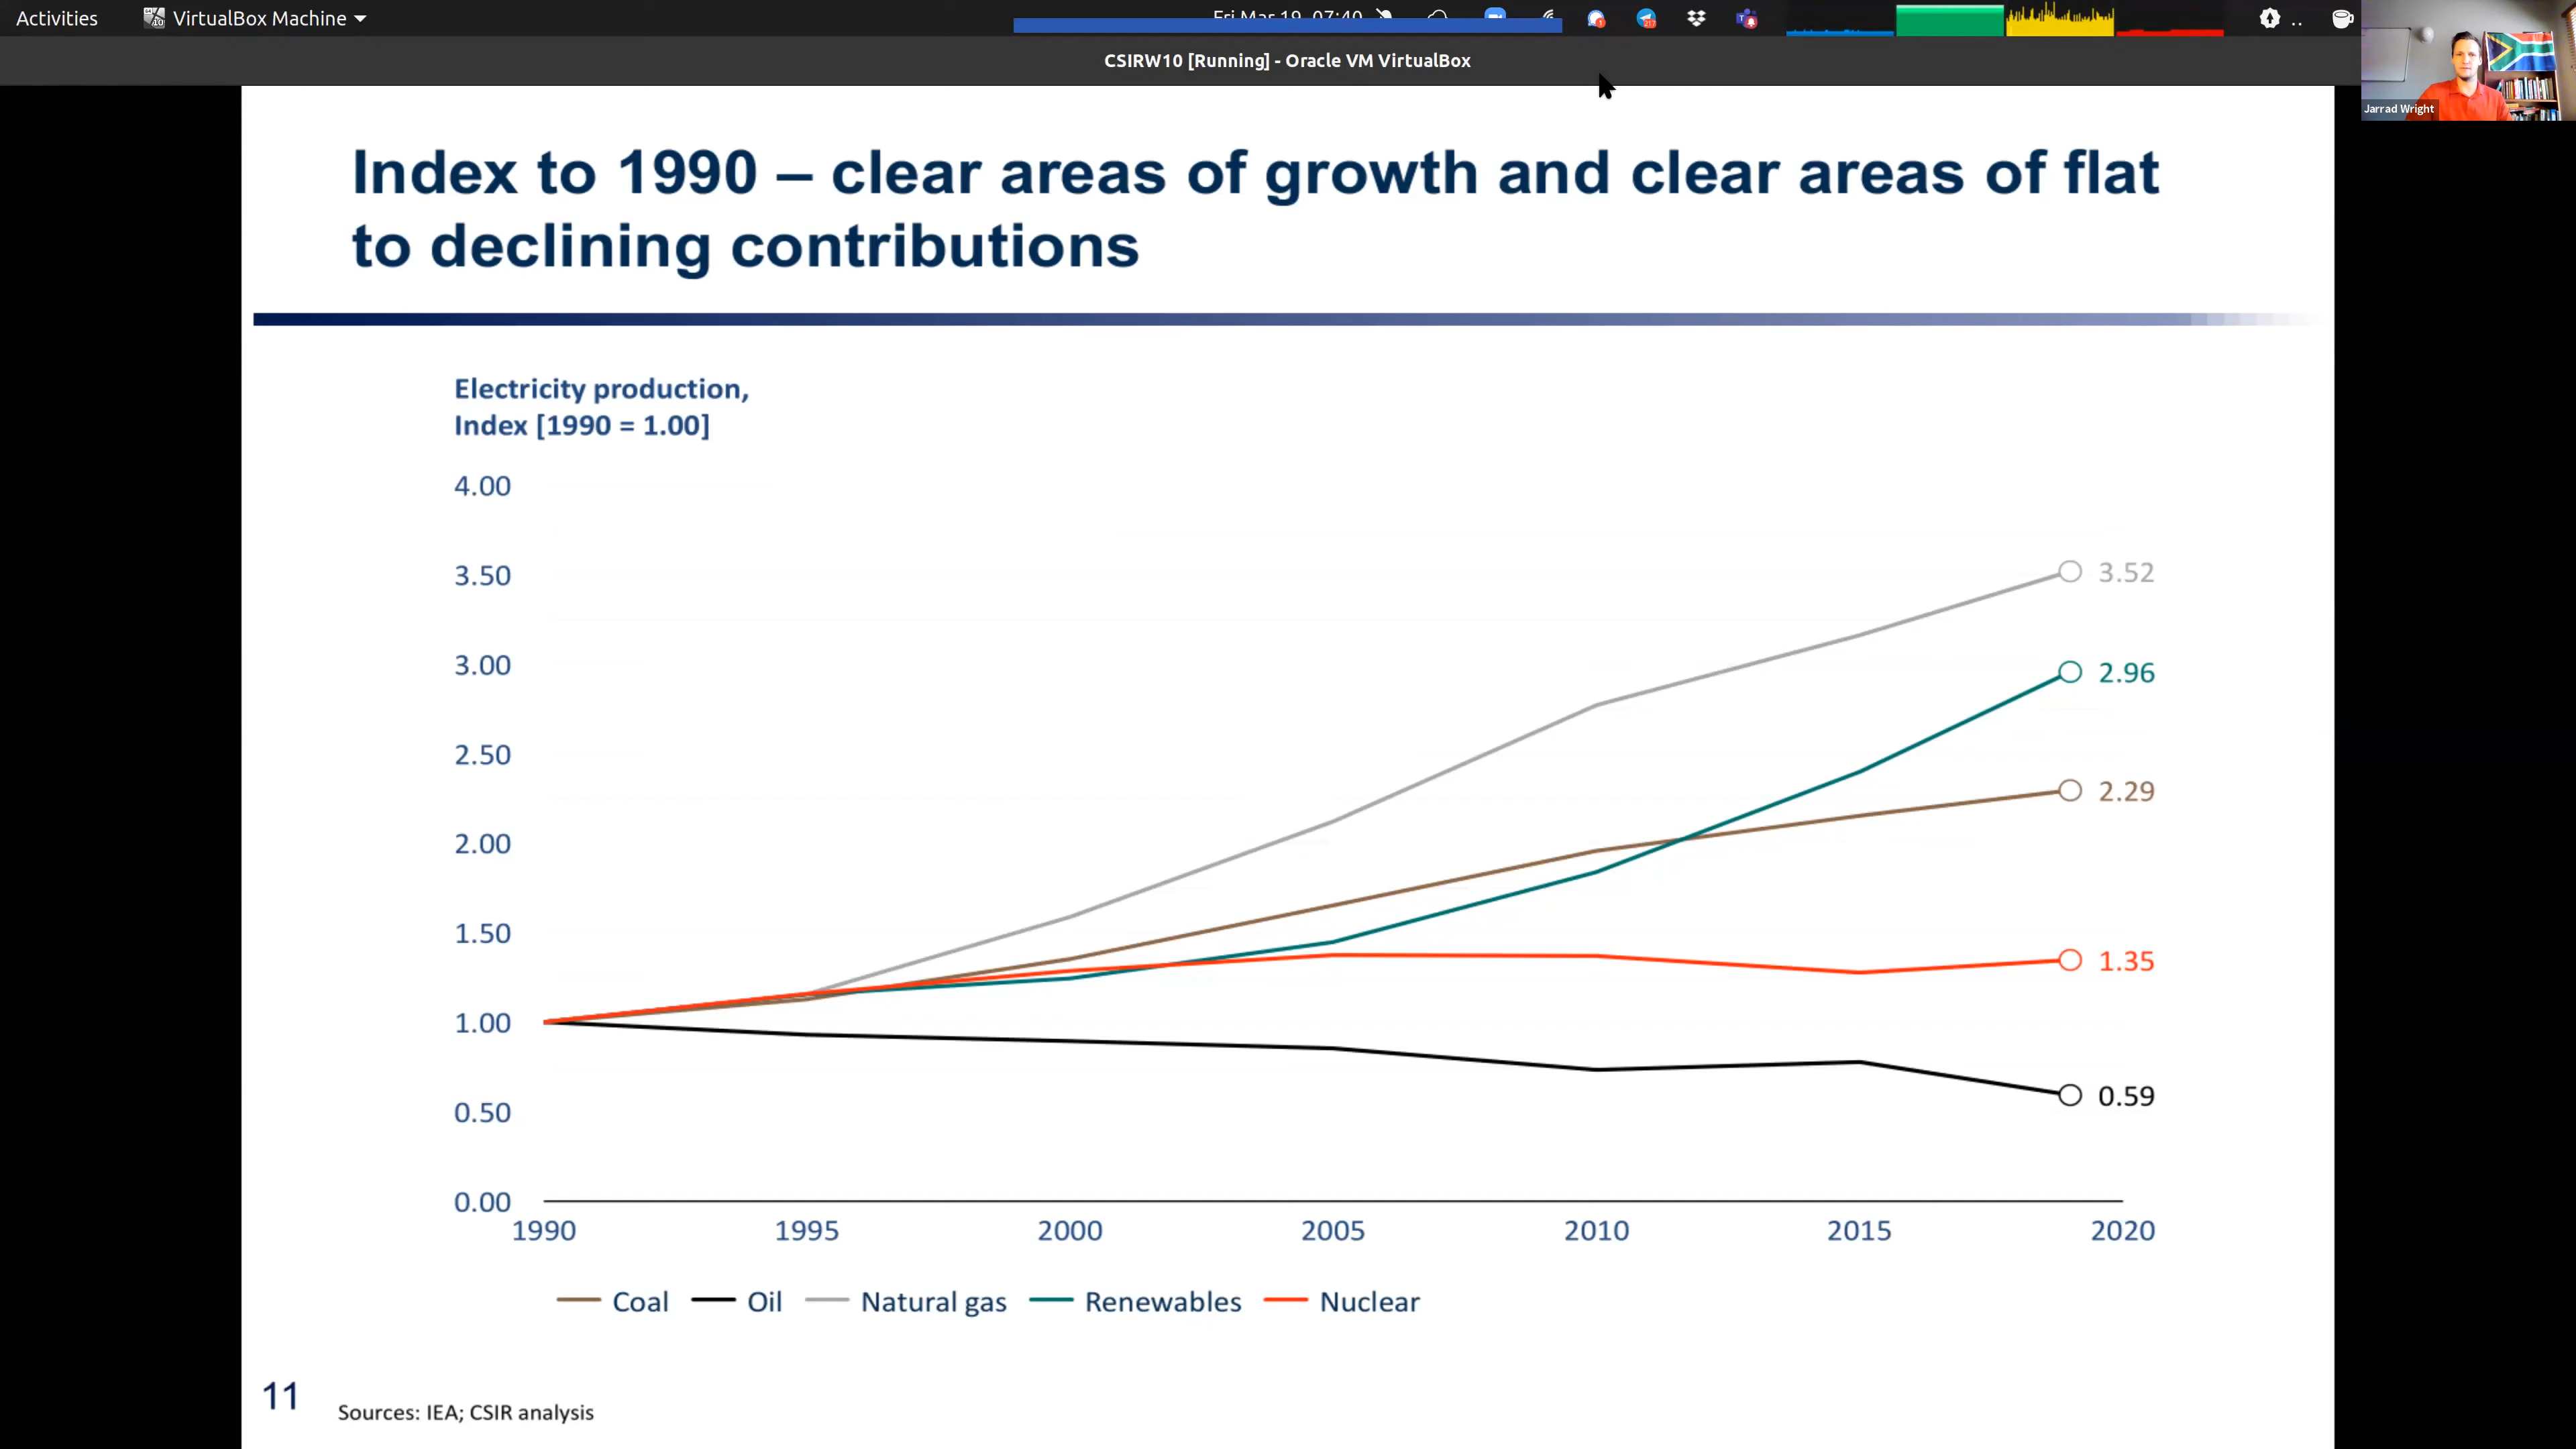 Activities
VirtualBox Machine
Fri Mar 19, 07:40
CSIRW10 [Running] - Oracle VM VirtualBox
Jarrad Wright
Index to 1990 – clear areas of growth and clear areas of flat
to declining contributions
Electricity production,
Index [1990 = 1.00]
4.00
3.50
3.00
2.50
2.00
1.50
1.00
0.50
0.00
3.52
2.96
2.29
1.35
0.59
1990 1995 2000 2005 2010 2015 2020
Coal Oil Natural gas Renewables Nuclear
11
Sources: IEA; CSIR analysis